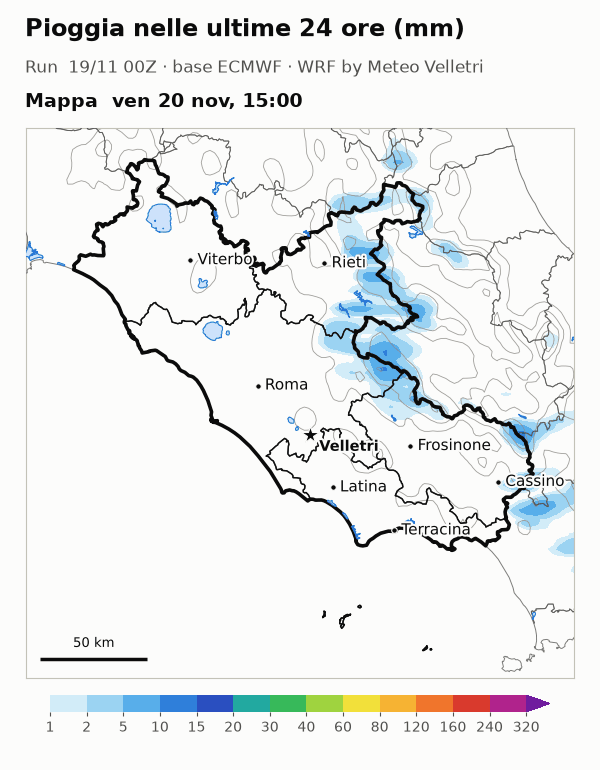 Pioggia nelle ultime 24 ore (mm)
Run  19/11 00Z · base ECMWF · WRF by Meteo Velletri
Mappa  ven 20 nov, 15:00
Viterbo
Rieti
Roma
Velletri
Frosinone
Latina
Cassino
Terracina
50 km
1 2 5 10 15 20 30 40 60 80 120 160 240 320